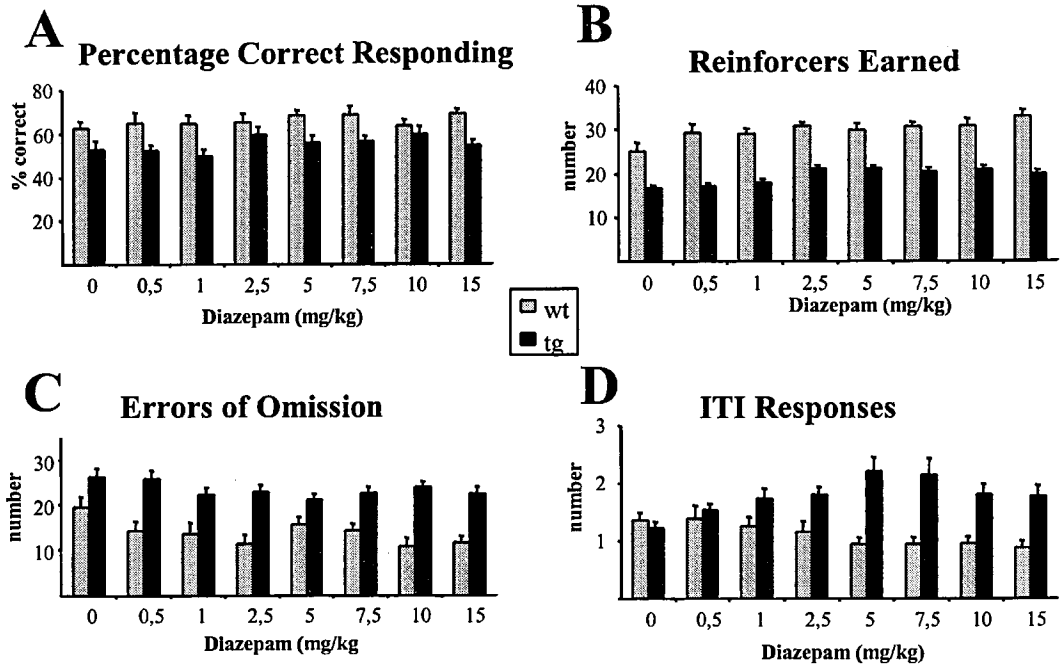 A
Percentage Correct Responding
% correct
80
60
40
20
0 0,5 1 2,5 5 7,5 10 15
Diazepam (mg/kg)
B
Reinforcers Earned
number
40
30
20
10
0 0,5 1 2,5 5 7,5 10 15
Diazepam (mg/kg)
wt
tg
C
Errors of Omission
number
30
20
10
0 0,5 1 2,5 5 7,5 10 15
Diazepam (mg/kg
D
ITI Responses
number
3
2
1
0 0,5 1 2,5 5 7,5 10 15
Diazepam (mg/kg)